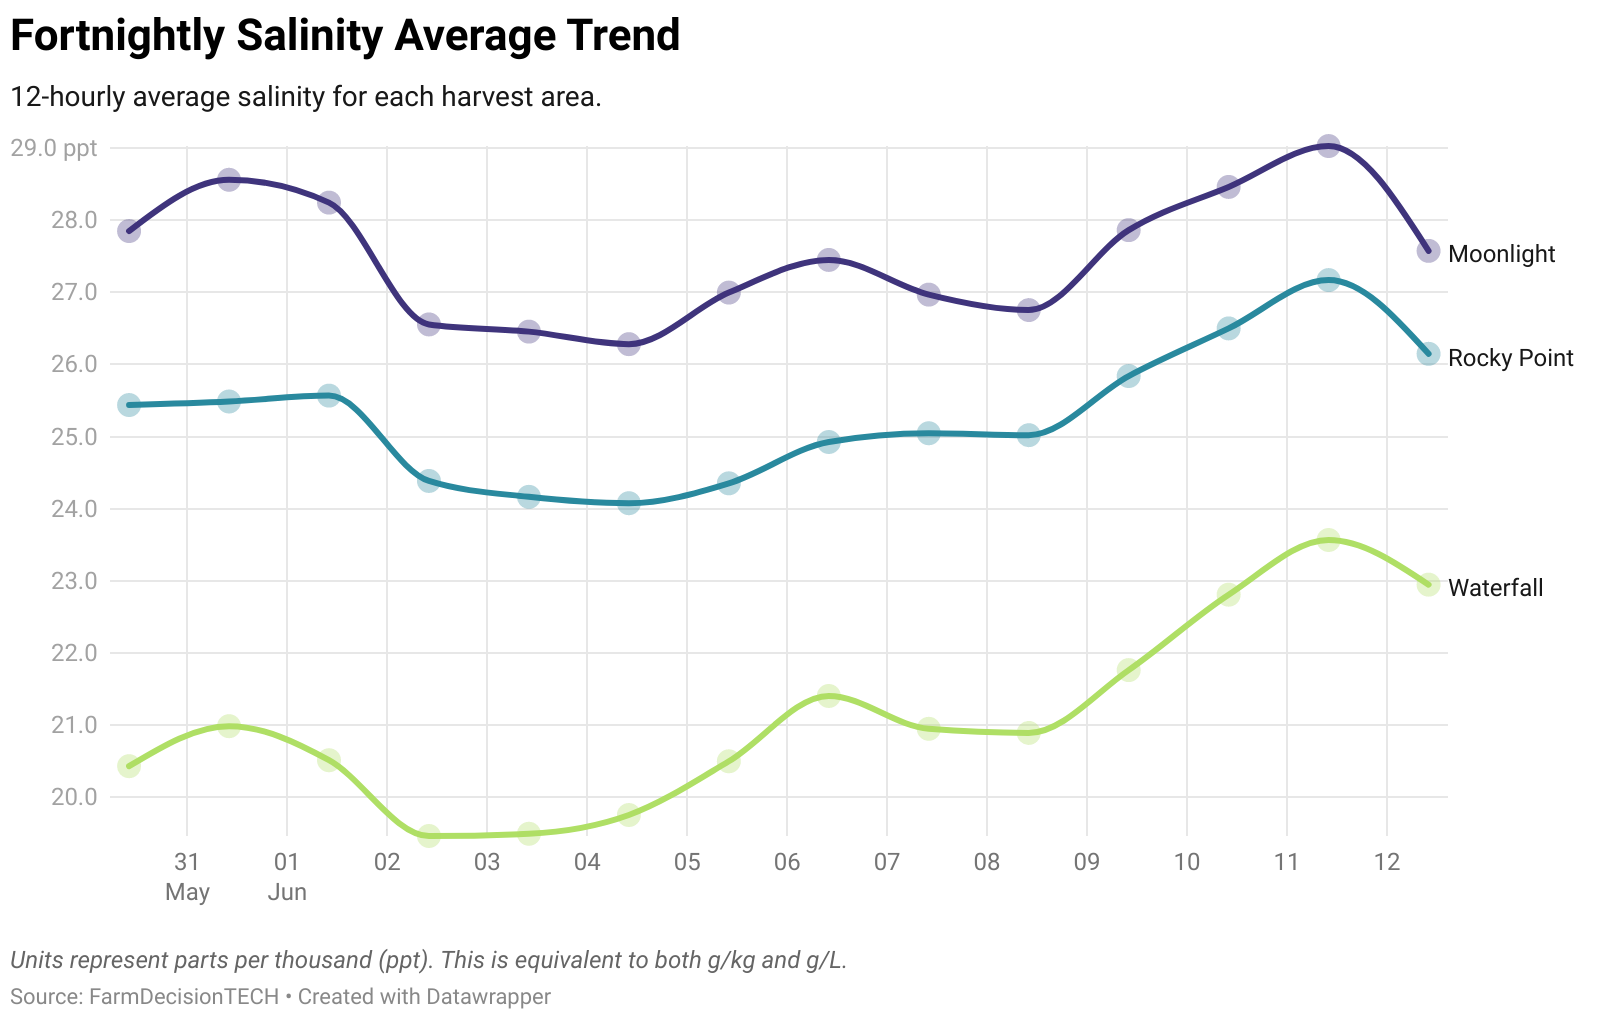 Fortnightly Salinity Average Trend
12-hourly average salinity for each harvest area.
29.0 ppt
28.0
27.0
26.0
25.0
24.0
23.0
22.0
21.0
20.0
Moonlight
Rocky Point
Waterfall
31 01 02 03 04 05 06 07 08 09 10 11 12
May Jun
Units represent parts per thousand (ppt). This is equivalent to both g/kg and g/L.
Source: FarmDecisionTECH • Created with Datawrapper